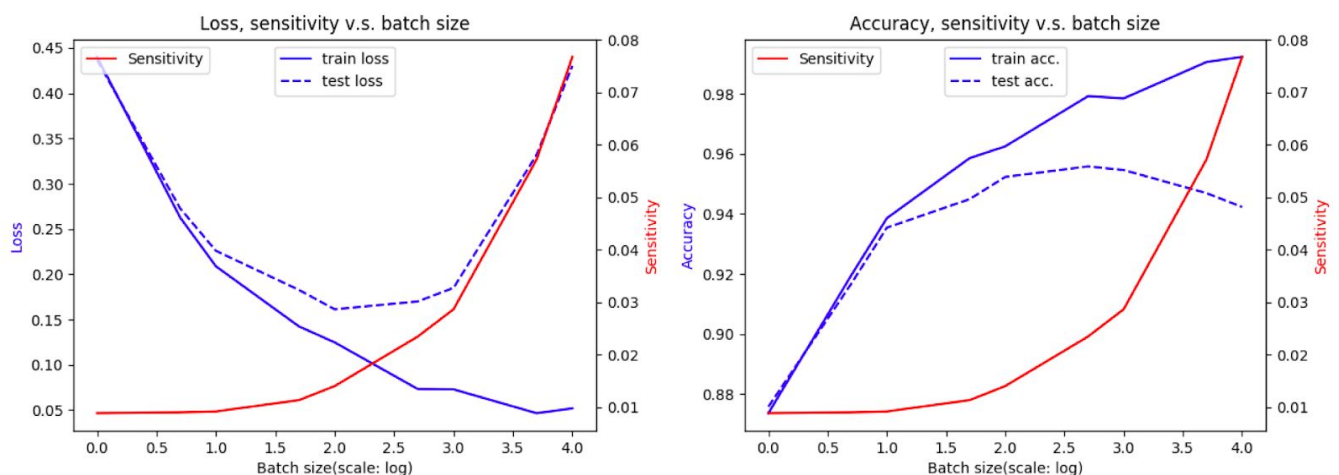 Loss, sensitivity v.s. batch size
0.45
0.40
0.35
0.30
0.25
0.20
0.15
0.10
0.05
Loss
Sensitivity
train loss
test loss
0.08
0.07
0.06
0.05
0.04
0.03
0.02
0.01
Sensitivity
0.0 0.5 1.0 1.5 2.0 2.5 3.0 3.5 4.0
Batch size(scale: log)
Accuracy, sensitivity v.s. batch size
0.98
0.96
0.94
0.92
0.90
0.88
Accuracy
Sensitivity
train acc.
test acc.
0.08
0.07
0.06
0.05
0.04
0.03
0.02
0.01
Sensitivity
0.0 0.5 1.0 1.5 2.0 2.5 3.0 3.5 4.0
Batch size(scale: log)